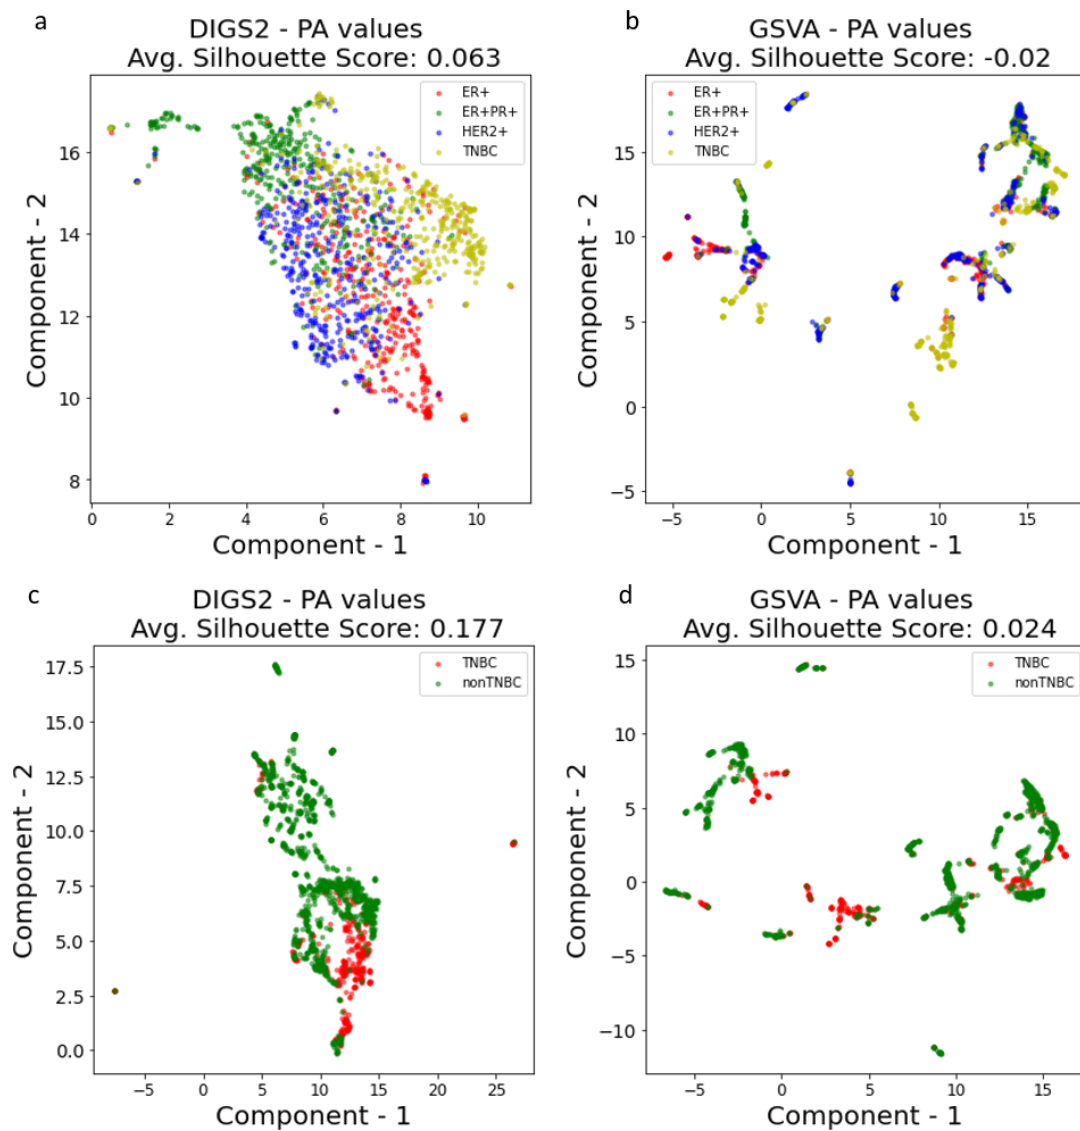 a
DIGS2 - PA values
Avg. Silhouette Score: 0.063
ER+
ER+PR+
HER2+
TNBC
16
14
12
10
8
0 2 4 6 8 10
Component - 1
Component - 2
b
GSVA - PA values
Avg. Silhouette Score: -0.02
ER+
ER+PR+
HER2+
TNBC
15
10
5
0
−5
−5 0 5 10 15
Component - 1
Component - 2
c
DIGS2 - PA values
Avg. Silhouette Score: 0.177
TNBC
nonTNBC
17.5
15.0
12.5
10.0
7.5
5.0
2.5
0.0
−5 0 5 10 15 20 25
Component - 1
Component - 2
d
GSVA - PA values
Avg. Silhouette Score: 0.024
TNBC
nonTNBC
15
10
5
0
−5
−10
−5 0 5 10 15
Component - 1
Component - 2